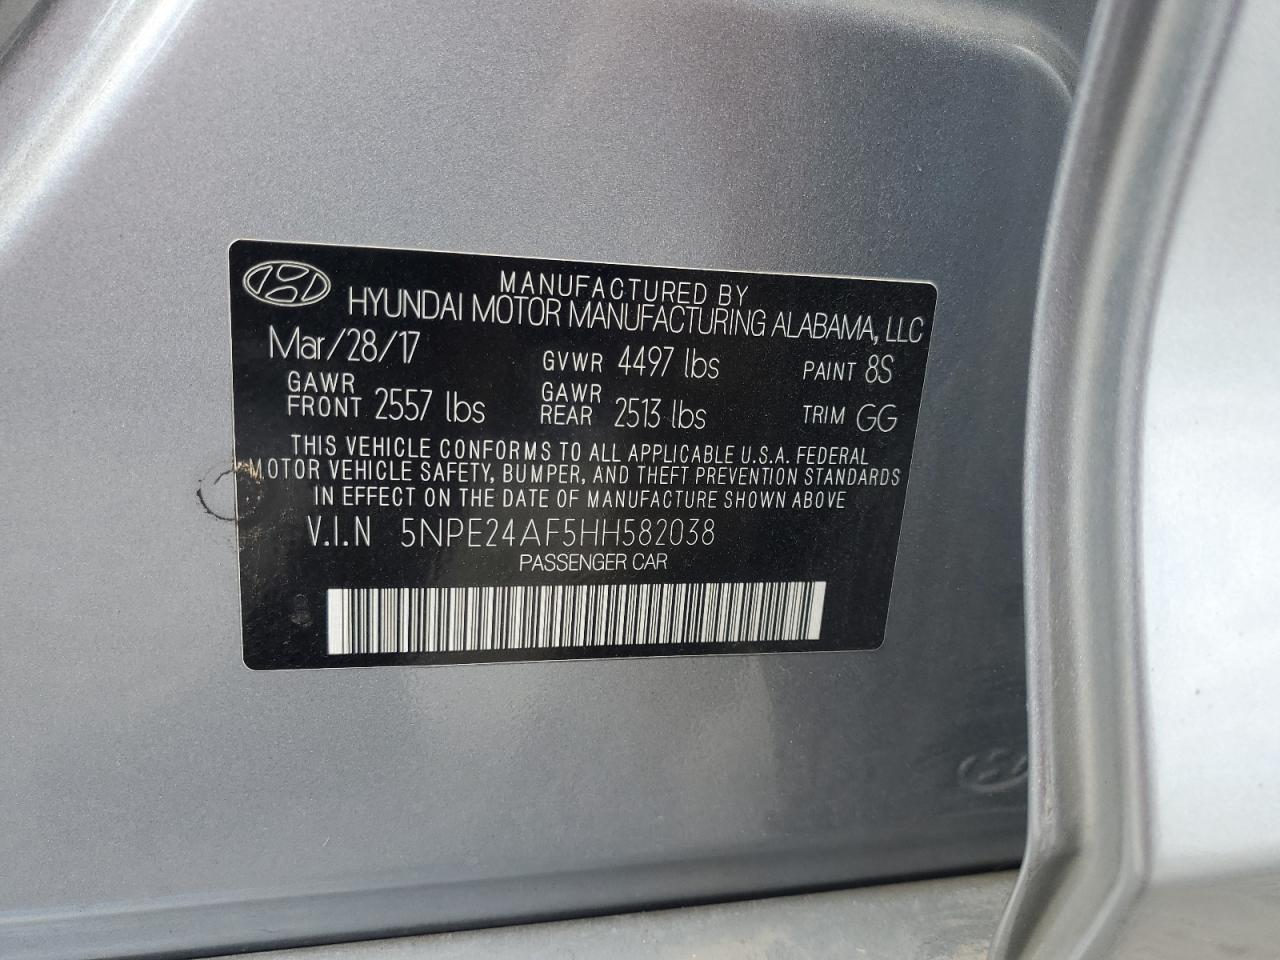 MANUFACTURED BY
HYUNDAI MOTOR MANUFACTURING ALABAMA, LLC
Mar/28/17 GVWR 4497 lbs PAINT 8S
GAWR FRONT 2557 lbs GAWR REAR 2513 lbs TRIM GG
THIS VEHICLE CONFORMS TO ALL APPLICABLE U.S.A. FEDERAL
MOTOR VEHICLE SAFETY, BUMPER, AND THEFT PREVENTION STANDARDS
IN EFFECT ON THE DATE OF MANUFACTURE SHOWN ABOVE
V.I.N 5NPE24AF5HH582038
PASSENGER CAR